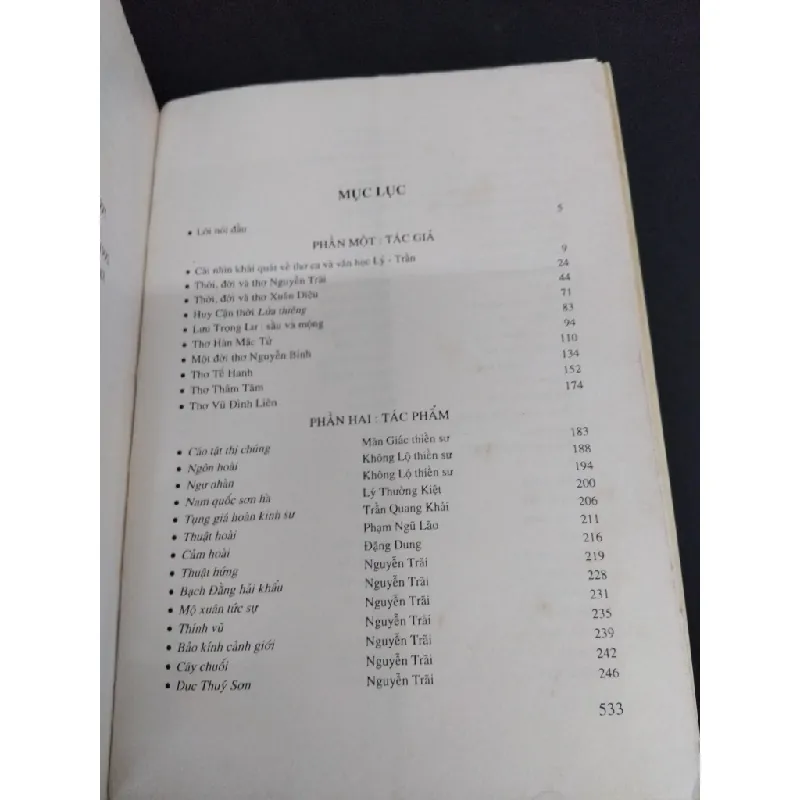 MỤC LỤC
• Lời nói đầu 5
PHẦN MỘT : TÁC GIẢ
• Cái nhìn khái quát về thơ ca và văn học Lý - Trần 9
• Thời, đời và thơ Nguyễn Trãi 24
• Thời, đời và thơ Xuân Diệu 44
• Huy Cận thời Lửa thiêng 71
• Lưu Trọng Lư : sầu và mộng 83
• Thơ Hàn Mặc Tử 94
• Một đời thơ Nguyễn Bính 110
• Thơ Tế Hanh 134
• Thơ Thâm Tâm 152
• Thơ Vũ Đình Liên 174
PHẦN HAI : TÁC PHẨM
• Cáo tật thị chúng Mãn Giác thiền sư 183
• Ngôn hoài Không Lộ thiền sư 188
• Ngư nhàn Không Lộ thiền sư 194
• Nam quốc sơn hà Lý Thường Kiệt 200
• Tụng giá hoàn kinh sư Trần Quang Khải 206
• Thuật hoài Phạm Ngũ Lão 211
• Cảm hoài Đặng Dung 216
• Thuật hứng Nguyễn Trãi 219
• Bạch Đằng hải khẩu Nguyễn Trãi 228
• Mộ xuân tức sự Nguyễn Trãi 231
• Thính vũ Nguyễn Trãi 235
• Bảo kính cảnh giới Nguyễn Trãi 239
• Cây chuối Nguyễn Trãi 242
• Dục Thuý Sơn Nguyễn Trãi 246
533